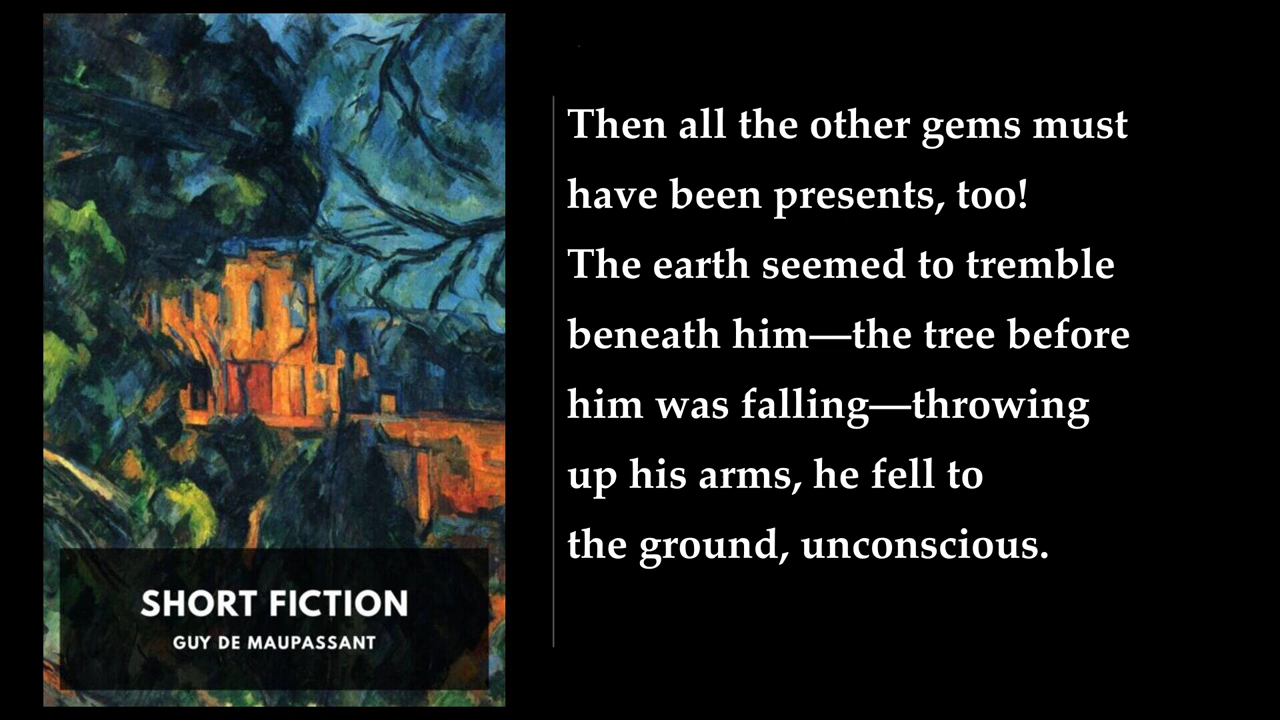 Then all the other gems must
have been presents, too!
The earth seemed to tremble
beneath him—the tree before
him was falling—throwing
up his arms, he fell to
the ground, unconscious.
SHORT FICTION
GUY DE MAUPASSANT